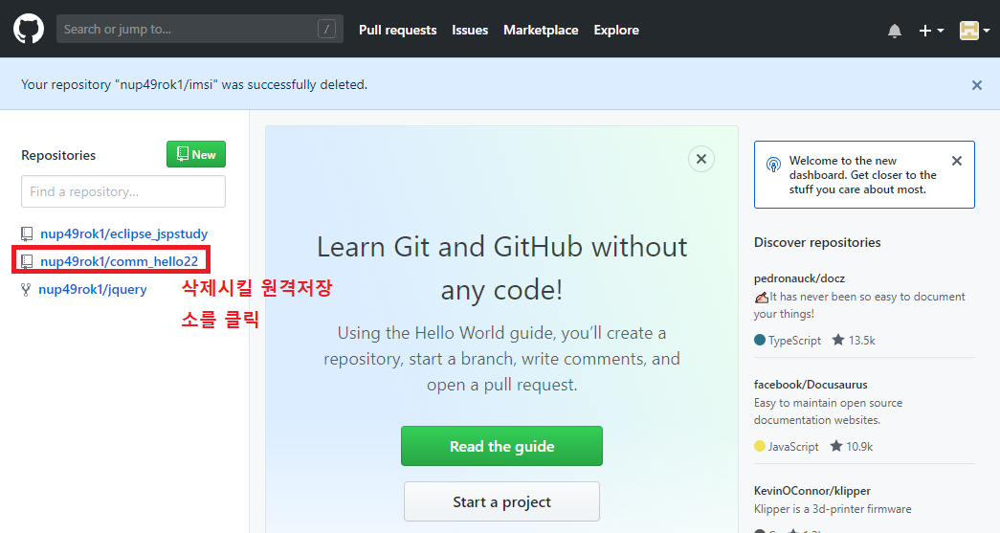 Search or jump to...
/
Pull requests
Issues
Marketplace
Explore
Your repository "nup49rok1/imsi" was successfully deleted.
Repositories
New
Find a repository...
nup49rok1/eclipse_jspstudy
nup49rok1/comm_hello22
nup49rok1/jquery
삭제시킬 원격저장
소를 클릭
Learn Git and GitHub without
any code!
Using the Hello World guide, you’ll create a
repository, start a branch, write comments, and
open a pull request.
Read the guide
Start a project
Welcome to the new
dashboard. Get closer to the
stuff you care about most.
Discover repositories
pedronauck/docz
It has never been so easy to document
your things!
TypeScript 13.5k
facebook/Docusaurus
Easy to maintain open source
documentation websites.
JavaScript 10.9k
KevinOConnor/klipper
Klipper is a 3d-printer firmware